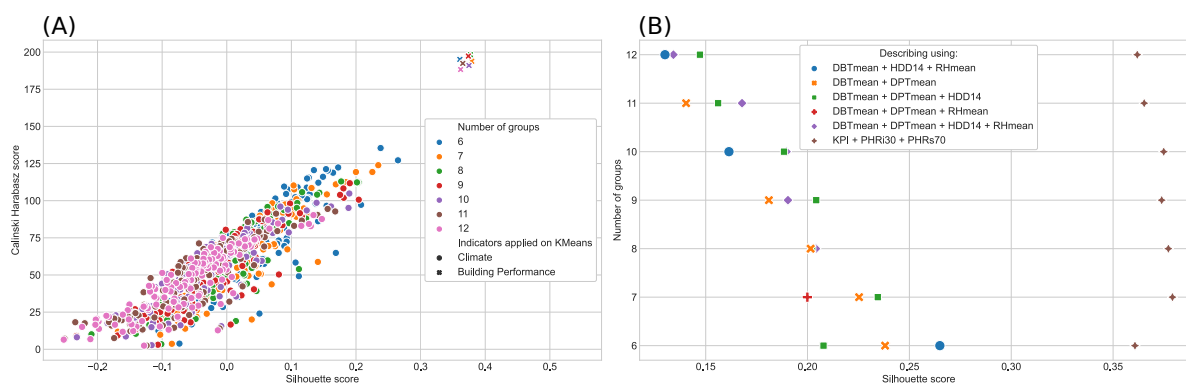 (A)
Calinski Harabasz score
200
175
150
125
100
75
50
25
0
−0.2
−0.1
0.0
0.1
0.2
0.3
0.4
0.5
Silhouette score
Number of groups
6
7
8
9
10
11
12
Indicators applied on KMeans
Climate
Building Performance
(B)
Number of groups
12
11
10
9
8
7
6
0.15
0.20
0.25
0.30
0.35
Silhouette score
Describing using:
DBTmean + HDD14 + RHmean
DBTmean + DPTmean
DBTmean + DPTmean + HDD14
DBTmean + DPTmean + RHmean
DBTmean + DPTmean + HDD14 + RHmean
KPI + PHRi30 + PHRs70